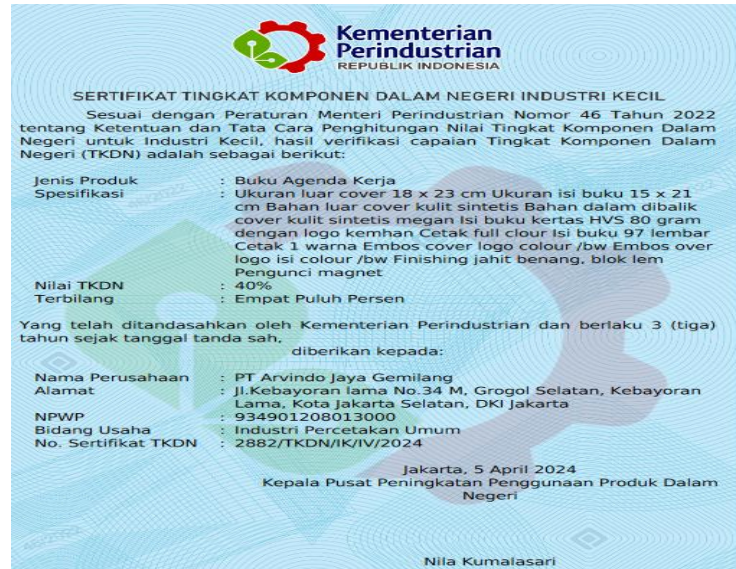 Kementerian
Perindustrian
REPUBLIK INDONESIA
SERTIFIKAT TINGKAT KOMPONEN DALAM NEGERI INDUSTRI KECIL
Sesuai dengan Peraturan Menteri Perindustrian Nomor 46 Tahun 2022
tentang Ketentuan dan Tata Cara Penghitungan Nilai Tingkat Komponen Dalam
Negeri untuk Industri Kecil, hasil verifikasi capaian Tingkat Komponen Dalam
Negeri (TKDN) adalah sebagai berikut:
Jenis Produk : Buku Agenda Kerja
Spesifikasi : Ukuran luar cover 18 x 23 cm Ukuran isi buku 15 x 21
cm Bahan luar cover kulit sintetis Bahan dalam dibalik
cover kulit sintetis megan Isi buku kertas HVS 80 gram
dengan logo kemhan Cetak full clour Isi buku 97 lembar
Cetak 1 warna Embos cover logo colour /bw Embos over
logo isi colour /bw Finishing jahit benang, blok lem
Pengunci magnet
Nilai TKDN : 40%
Terbilang : Empat Puluh Persen
Yang telah ditandasahkan oleh Kementerian Perindustrian dan berlaku 3 (tiga)
tahun sejak tanggal tanda sah,
diberikan kepada:
Nama Perusahaan : PT Arvindo Jaya Gemilang
Alamat : Jl.Kebayoran lama No.34 M, Grogol Selatan, Kebayoran
Lama, Kota Jakarta Selatan, DKI Jakarta
NPWP : 934901208013000
Bidang Usaha : Industri Percetakan Umum
No. Sertifikat TKDN : 2882/TKDN/IK/IV/2024
Jakarta, 5 April 2024
Kepala Pusat Peningkatan Penggunaan Produk Dalam
Negeri
Nila Kumalasari